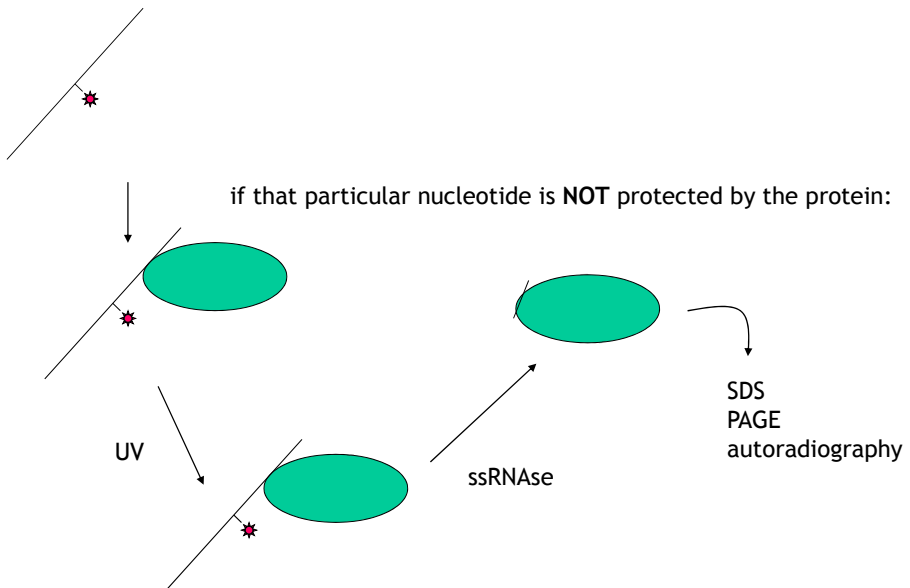 if that particular nucleotide is NOT protected by the protein:
UV
ssRNAse
SDS
PAGE
autoradiography